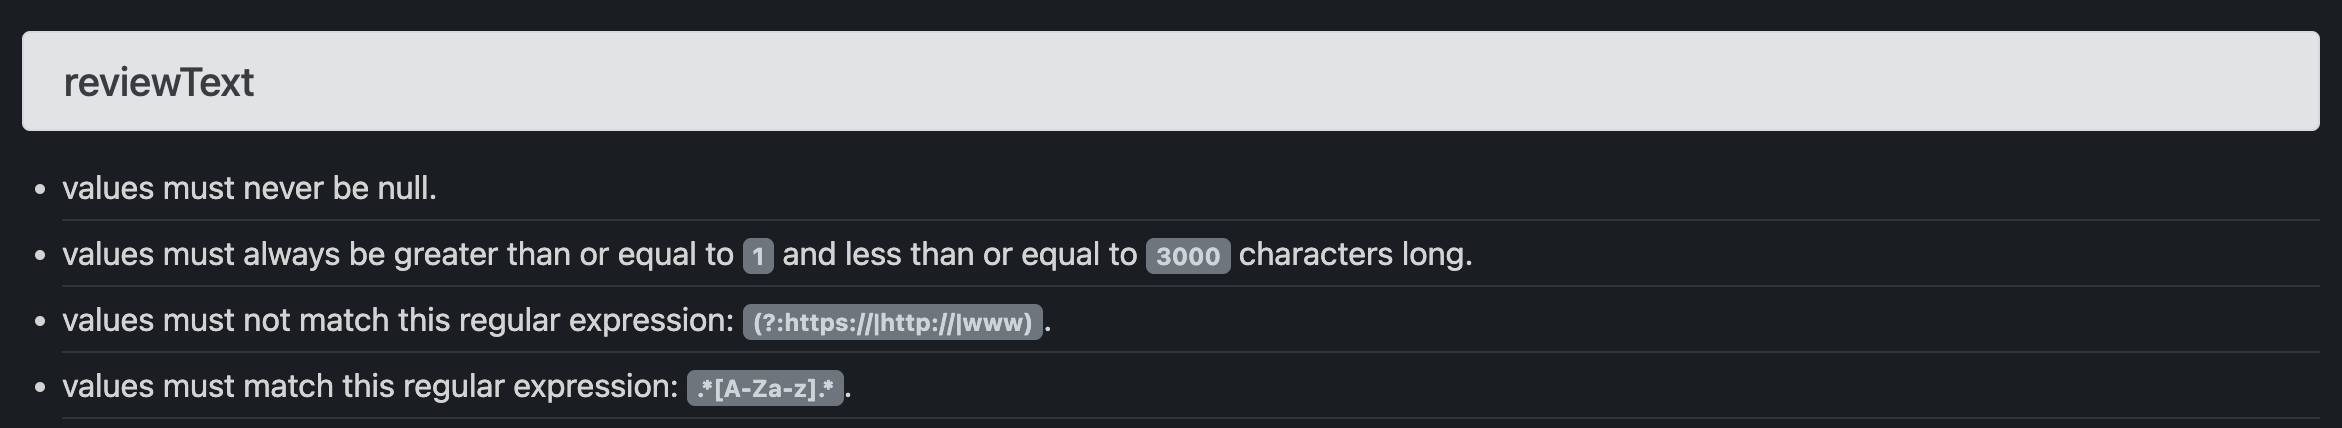 reviewText
• values must never be null.
• values must always be greater than or equal to 1 and less than or equal to 3000 characters long.
• values must not match this regular expression: (?:https://|http://|www).
• values must match this regular expression: .*[A-Za-z].*.